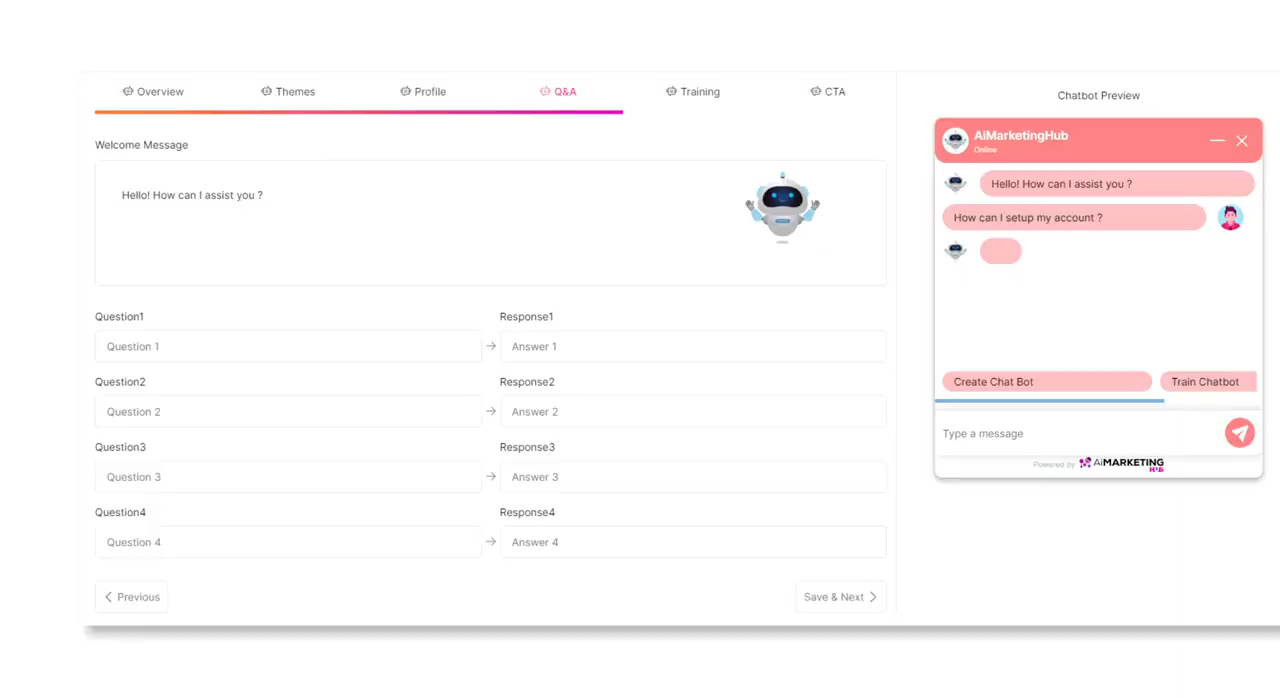 Overview Themes Profile Q&A Training CTA
Welcome Message
Hello! How can I assist you ?
Question1 Response1
Question 1 Answer 1
Question2 Response2
Question 2 Answer 2
Question3 Response3
Question 3 Answer 3
Question4 Response4
Question 4 Answer 4
Previous Save & Next
Chatbot Preview
AiMarketingHub
Online
Hello! How can I assist you ?
How can I setup my account ?
Create Chat Bot Train Chatbot
Type a message
Powered by AiMARKETING
HUB